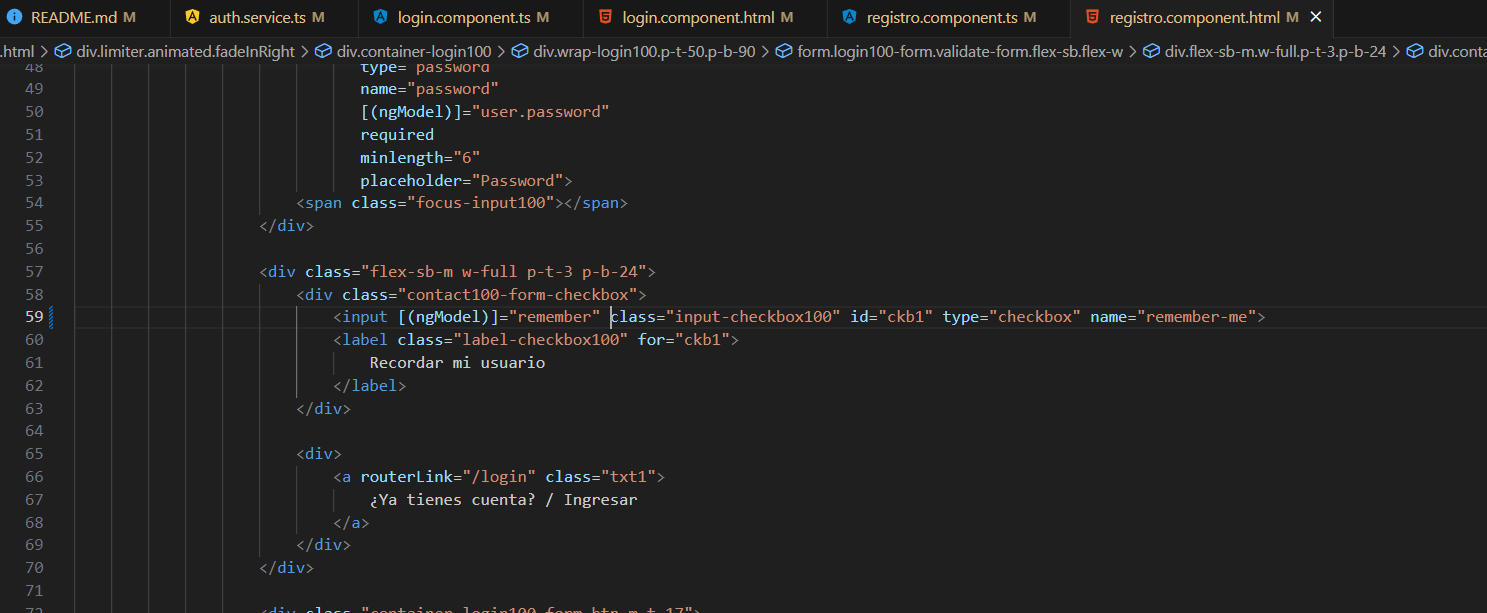 README.md M auth.service.ts M login.component.ts M login.component.html M registro.component.ts M registro.component.html M
.html > div.limiter.animated.fadeInRight > div.container-login100 > div.wrap-login100.p-t-50.p-b-90 > form.login100-form.validate-form.flex-sb.flex-w > div.flex-sb-m.w-full.p-t-3.p-b-24 > div.conta
48 type="password
49 name="password"
50 [(ngModel)]="user.password"
51 required
52 minlength="6"
53 placeholder="Password">
54 <span class="focus-input100"></span>
55 </div>
56
57 <div class="flex-sb-m w-full p-t-3 p-b-24">
58 <div class="contact100-form-checkbox">
59 <input [(ngModel)]="remember" class="input-checkbox100" id="ckb1" type="checkbox" name="remember-me">
60 <label class="label-checkbox100" for="ckb1">
61 Recordar mi usuario
62 </label>
63 </div>
64
65 <div>
66 <a routerLink="/login" class="txt1">
67 ¿Ya tienes cuenta? / Ingresar
68 </a>
69 </div>
70 </div>
71
72 <div class="container-login100-form-btn m-t-17">